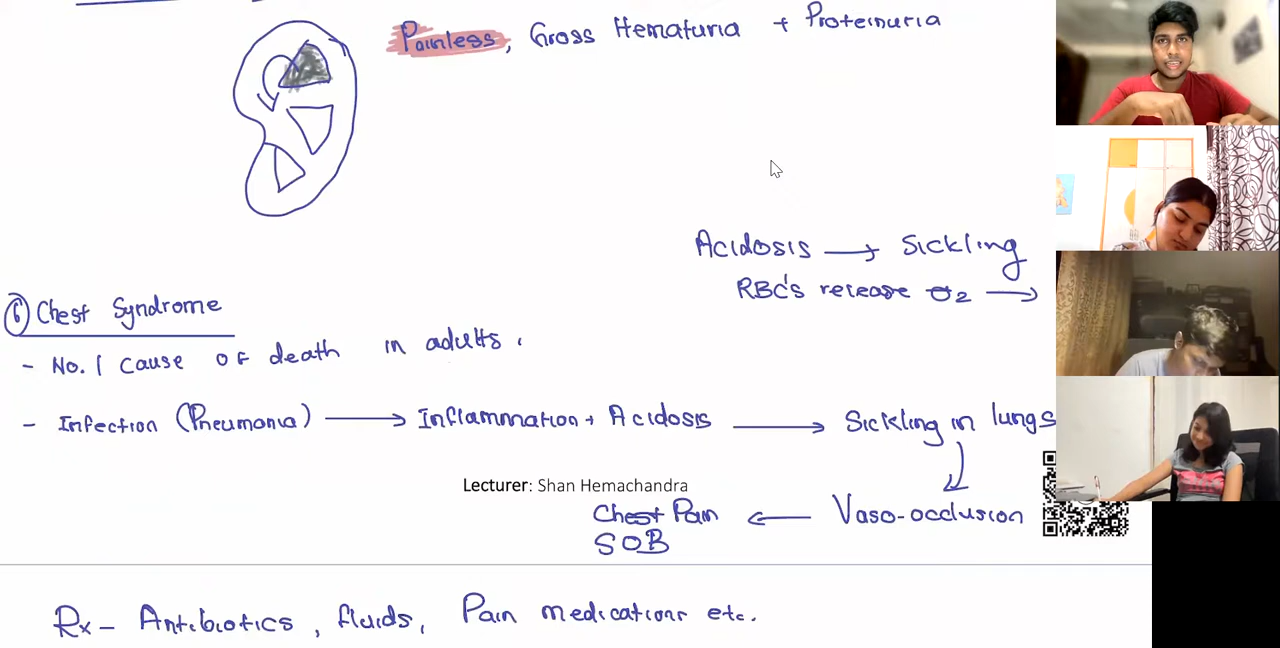 Painless, Gross Hematuria + Proteinuria
Acidosis → Sickling
RBC's release O2 →
⑥ Chest Syndrome
- No. 1 cause of death in adults.
- Infection (Pneumonia) → Inflammation + Acidosis → Sickling in lungs
Lecturer: Shan Hemachandra
Chest Pain ← Vaso-occlusion
SOB
Rx - Antibiotics, fluids, Pain medications etc.